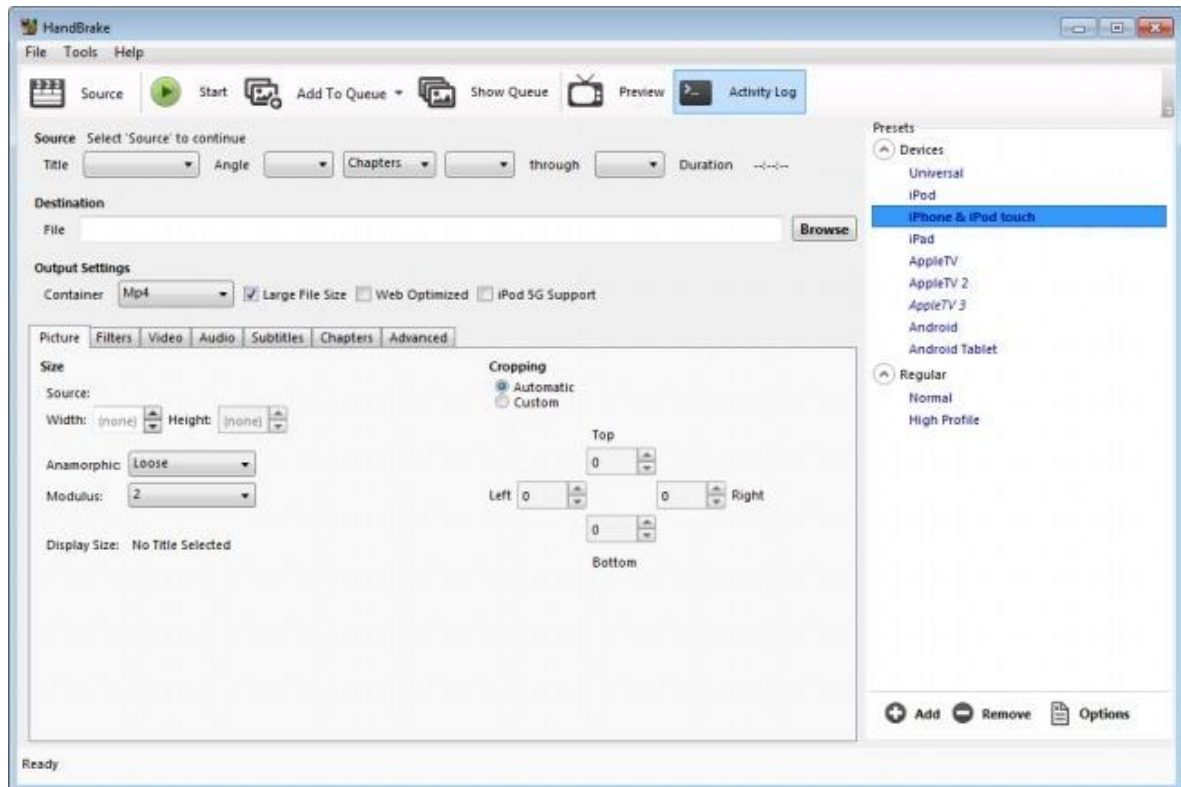 HandBrake
File Tools Help
Source Start Add To Queue Show Queue Preview Activity Log
Source Select 'Source' to continue
Title Angle Chapters through Duration --:--:--
Destination
File Browse
Output Settings
Container Mp4 Large File Size Web Optimized iPod 5G Support
Picture Filters Video Audio Subtitles Chapters Advanced
Size
Source:
Width: (none) Height: (none)
Anamorphic: Loose
Modulus: 2
Display Size: No Title Selected
Cropping
Automatic
Custom
Top
0
Left 0 0 Right
0
Bottom
Presets
Devices
Universal
iPod
iPhone & iPod touch
iPad
AppleTV
AppleTV 2
AppleTV 3
Android
Android Tablet
Regular
Normal
High Profile
Add Remove Options
Ready